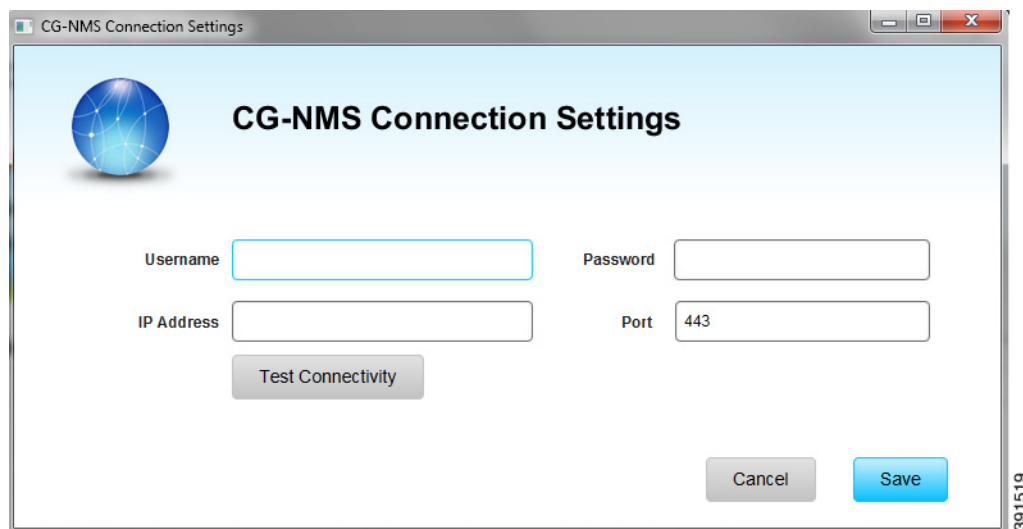 CG-NMS Connection Settings
CG-NMS Connection Settings
Username
Password
IP Address
Port 443
Test Connectivity
Cancel Save
391519